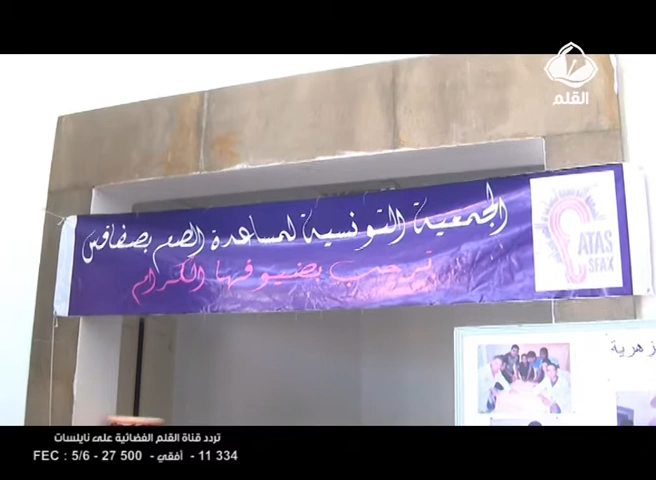 القلم
الجمعية التونسية لمساعدة الصم بصفاقس
ترحب بضيوفها الكرام
ATAS
SFAX
زهرية
تردد قناة القلم الفضائية على نايلسات
FEC : 5/6 - 27 500 - أفقي - 11 334